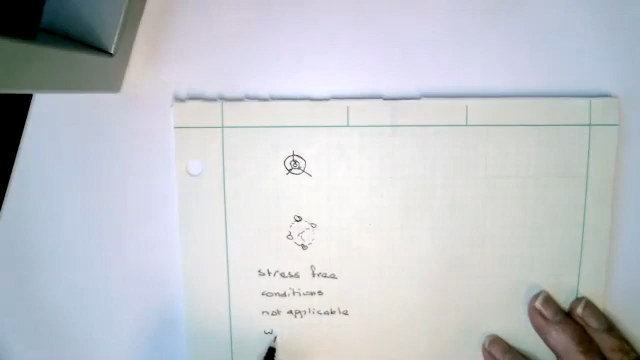 stress free
conditions
not applicable
w